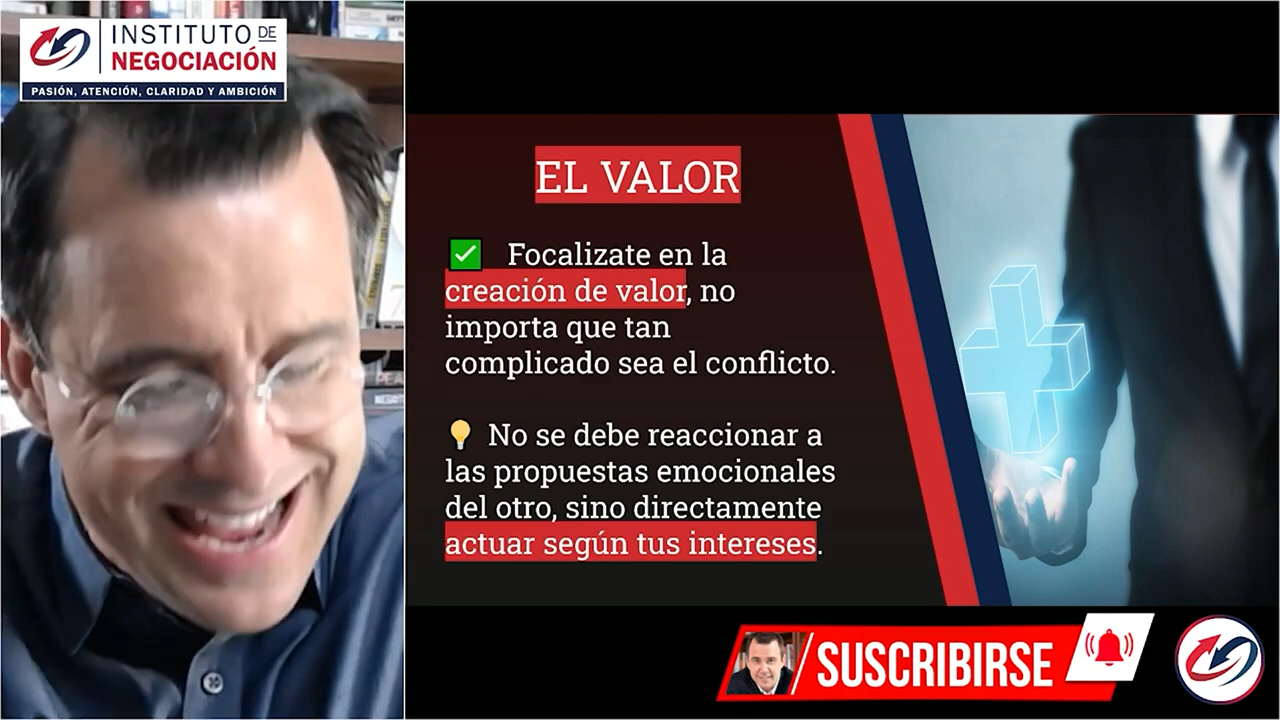 INSTITUTO DE
NEGOCIACIÓN
PASIÓN, ATENCIÓN, CLARIDAD Y AMBICIÓN
EL VALOR
✅ Focalizate en la
creación de valor, no
importa que tan
complicado sea el conflicto.
💡 No se debe reaccionar a
las propuestas emocionales
del otro, sino directamente
actuar según tus intereses.
SUSCRIBIRSE